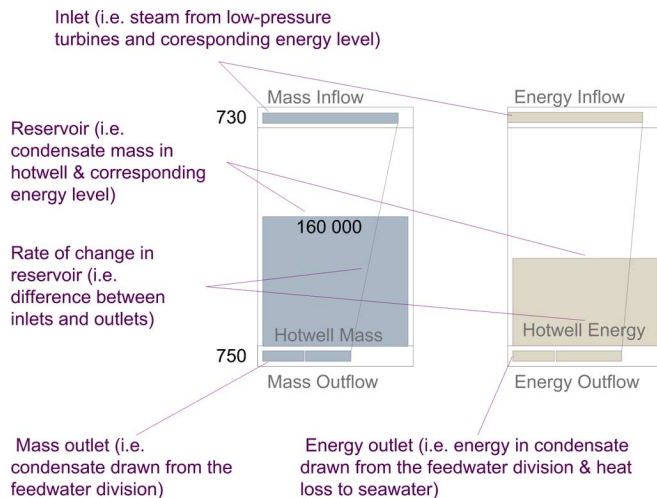 Inlet (i.e. steam from low-pressure
turbines and coresponding energy level)
Mass Inflow
Energy Inflow
730
Reservoir (i.e.
condensate mass in
hotwell & corresponding
energy level)
160 000
Rate of change in
reservoir (i.e.
difference between
inlets and outlets)
Hotwell Mass
Hotwell Energy
750
Mass Outflow
Energy Outflow
Mass outlet (i.e.
condensate drawn from the
feedwater division)
Energy outlet (i.e. energy in condensate
drawn from the feedwater division & heat
loss to seawater)